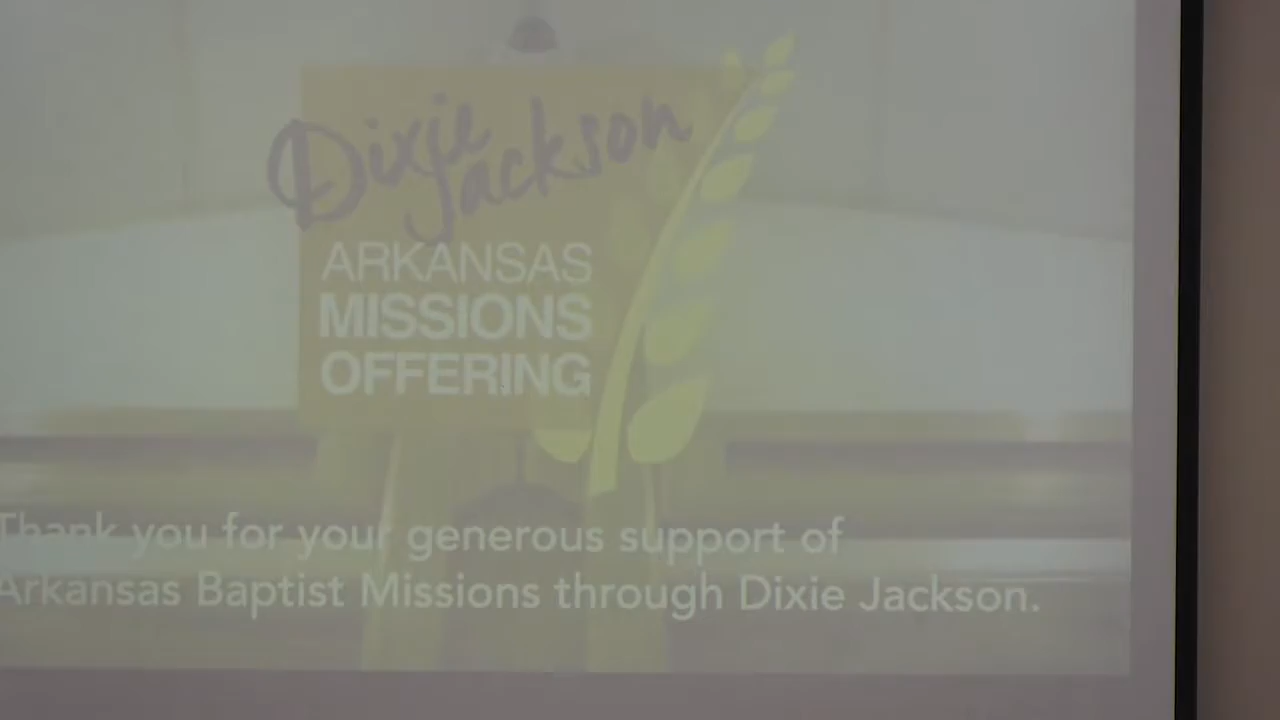 Dixie
Jackson
ARKANSAS
MISSIONS
OFFERING
Thank you for your generous support of
Arkansas Baptist Missions through Dixie Jackson.